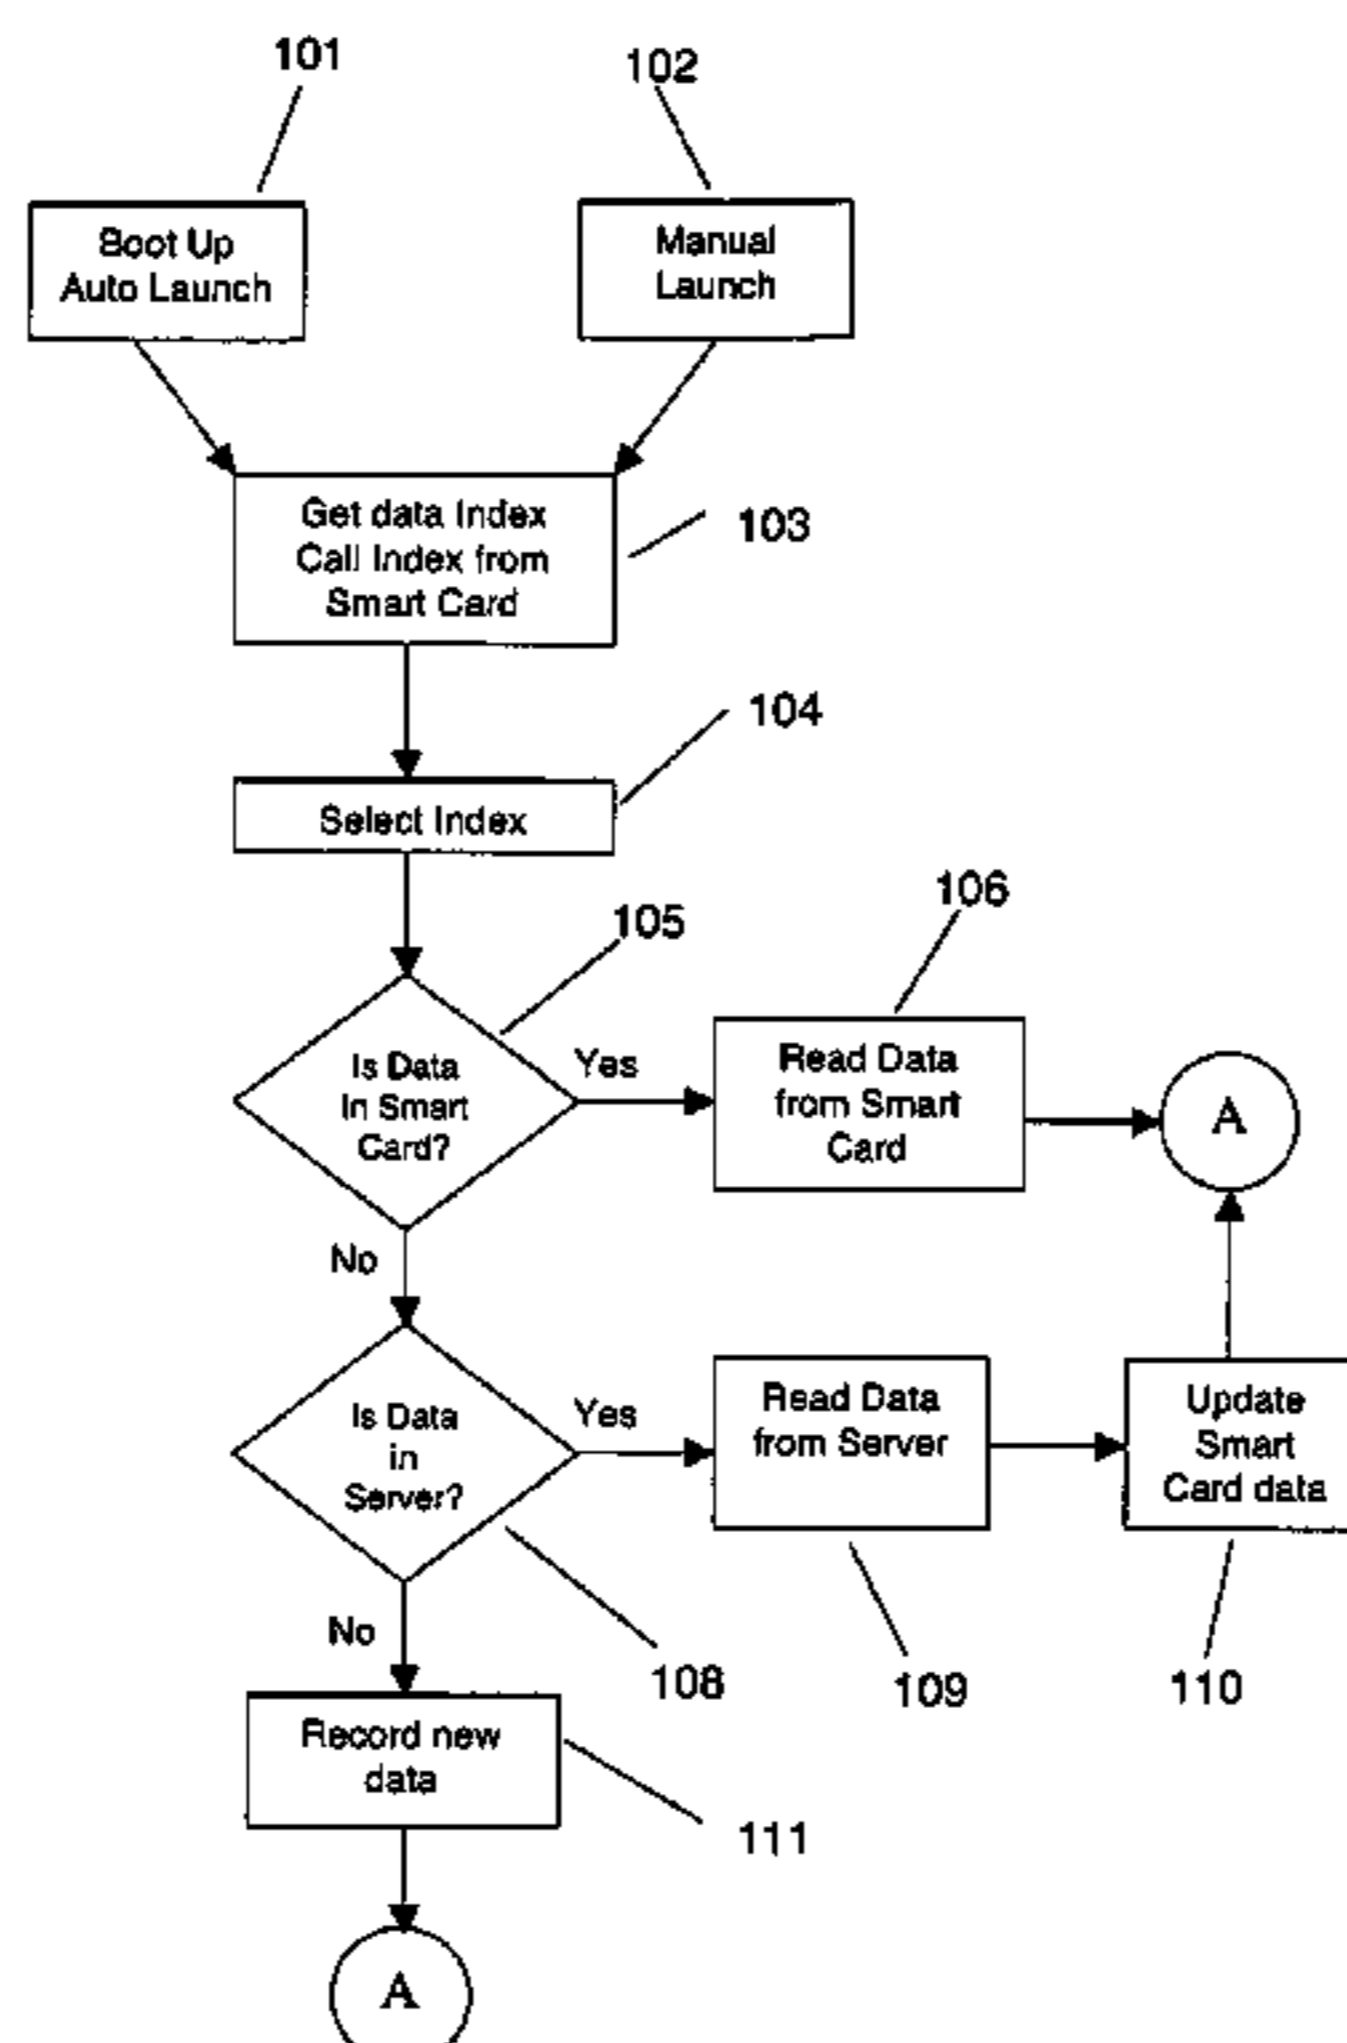 101
102
Boot Up
Auto Launch
Manual
Launch
Get data Index
Call Index from
Smart Card
103
104
Select Index
105
106
Is Data
In Smart
Card?
Yes
Read Data
from Smart
Card
A
No
Is Data
in
Server?
Yes
Read Data
from Server
Update
Smart
Card data
No
108
109
110
Record new
data
111
A